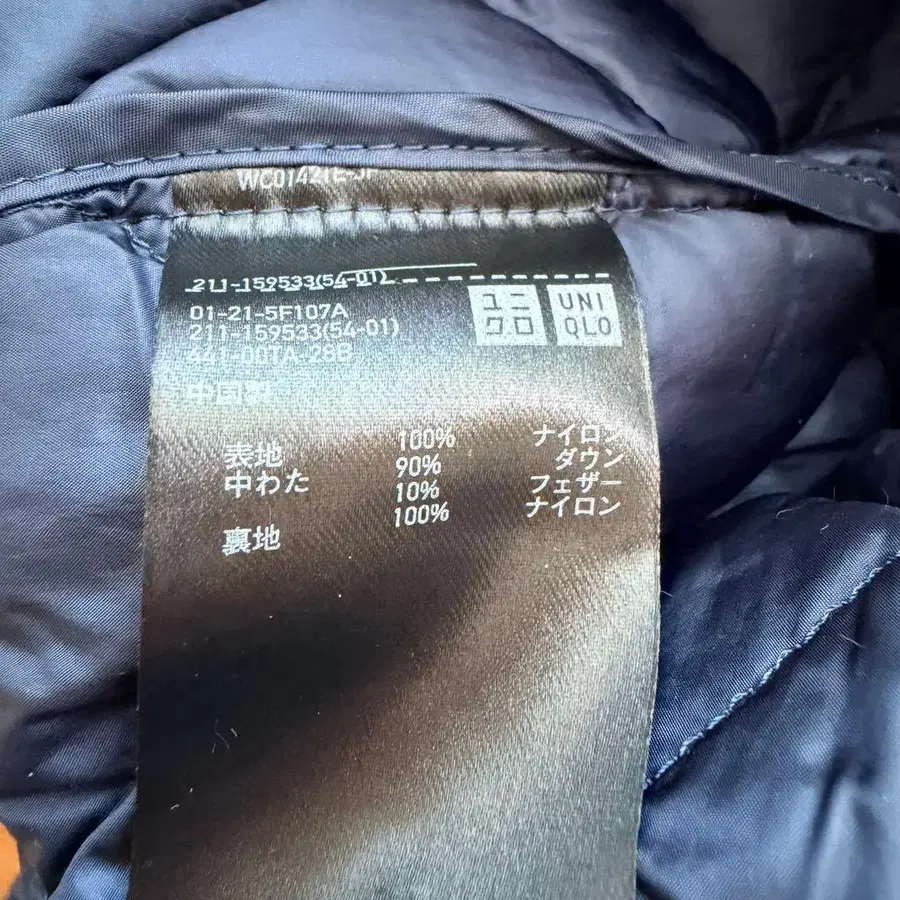 WC01421E-JP
211-159533(54-01)
01-21-5F107A
211-159533(54-01)
441-00TA-28B
ユニ
クロ
UNI
QLO
中国製
表地 100% ナイロン
中わた 90% ダウン
10% フェザー
裏地 100% ナイロン